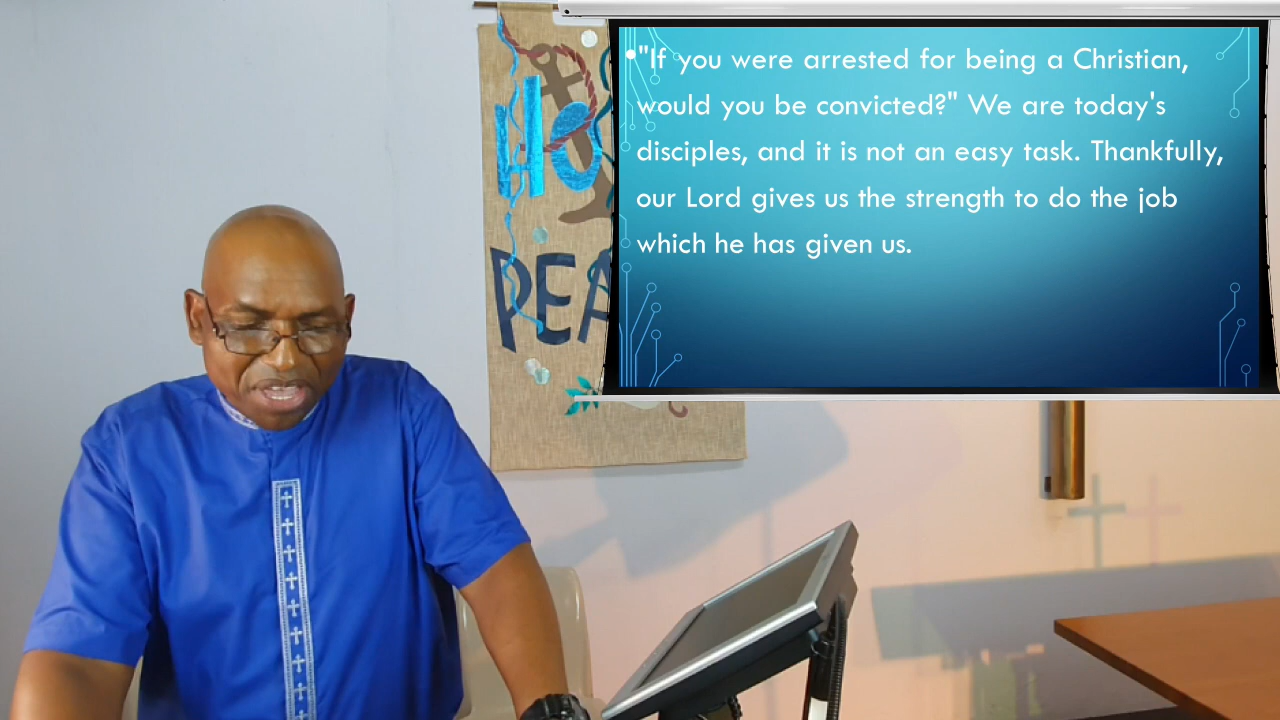 HO
PEA
"If you were arrested for being a Christian,
would you be convicted?" We are today's
disciples, and it is not an easy task. Thankfully,
our Lord gives us the strength to do the job
which he has given us.